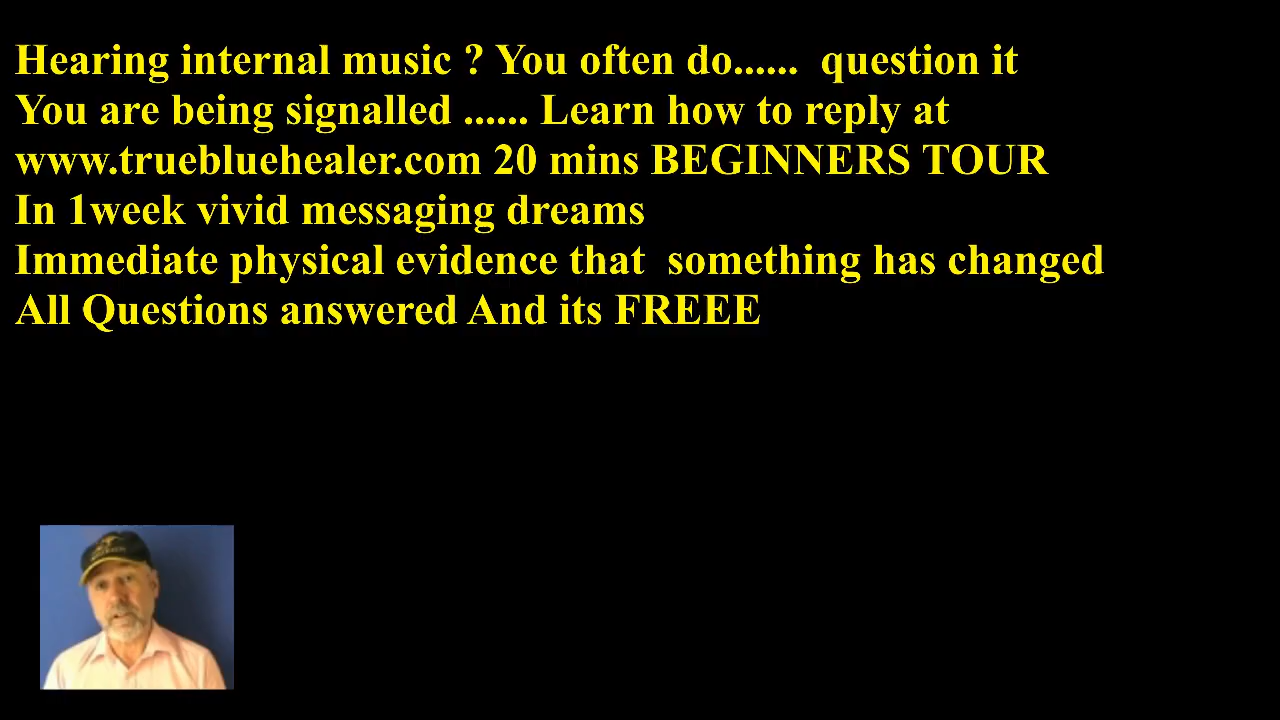 Hearing internal music ? You often do...... question it
You are being signalled ...... Learn how to reply at
www.truebluehealer.com 20 mins BEGINNERS TOUR
In 1week vivid messaging dreams
Immediate physical evidence that something has changed
All Questions answered And its FREEE